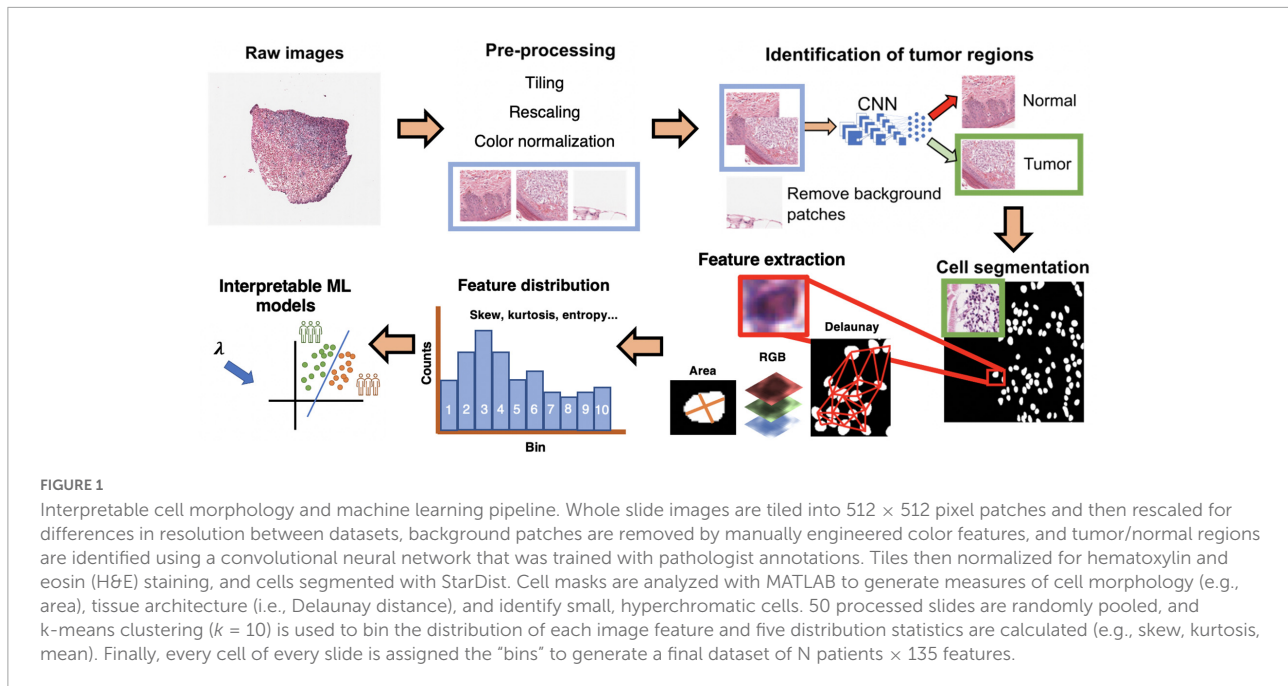 Raw images
Pre-processing
Tiling
Rescaling
Color normalization
Identification of tumor regions
CNN
Normal
Tumor
Remove background
patches
Cell segmentation
Feature extraction
Area
RGB
Delaunay
Feature distribution
Skew, kurtosis, entropy...
Counts
1 2 3 4 5 6 7 8 9 10
Bin
Interpretable ML
models
λ
FIGURE 1
Interpretable cell morphology and machine learning pipeline. Whole slide images are tiled into 512 × 512 pixel patches and then rescaled for
differences in resolution between datasets, background patches are removed by manually engineered color features, and tumor/normal regions
are identified using a convolutional neural network that was trained with pathologist annotations. Tiles then normalized for hematoxylin and
eosin (H&E) staining, and cells segmented with StarDist. Cell masks are analyzed with MATLAB to generate measures of cell morphology (e.g.,
area), tissue architecture (i.e., Delaunay distance), and identify small, hyperchromatic cells. 50 processed slides are randomly pooled, and
k-means clustering (k = 10) is used to bin the distribution of each image feature and five distribution statistics are calculated (e.g., skew, kurtosis,
mean). Finally, every cell of every slide is assigned the “bins” to generate a final dataset of N patients × 135 features.